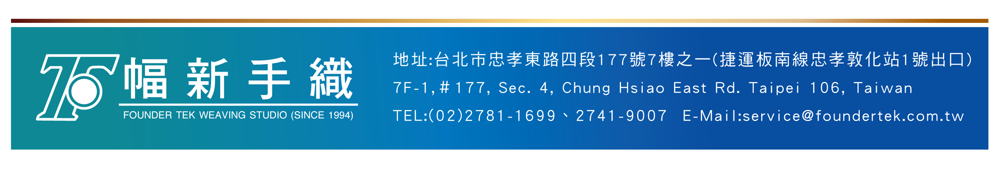 幅新手織
FOUNDER TEK WEAVING STUDIO (SINCE 1994)
地址:台北市忠孝東路四段177號7樓之一(捷運板南線忠孝敦化站1號出口)
7F-1,＃177, Sec. 4, Chung Hsiao East Rd. Taipei 106, Taiwan
TEL:(02)2781-1699、2741-9007 E-Mail:service@foundertek.com.tw